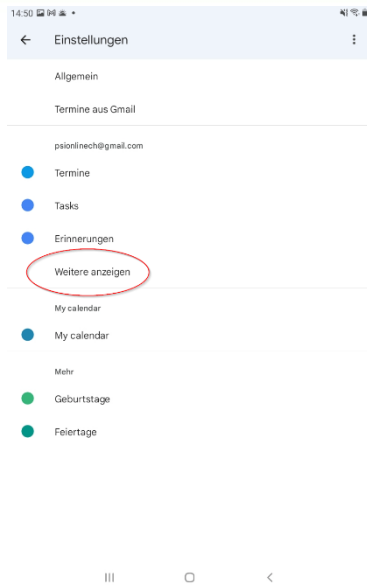 14:50
Einstellungen
Allgemein
Termine aus Gmail
psionlinech@gmail.com
Termine
Tasks
Erinnerungen
Weitere anzeigen
My calendar
My calendar
Mehr
Geburtstage
Feiertage